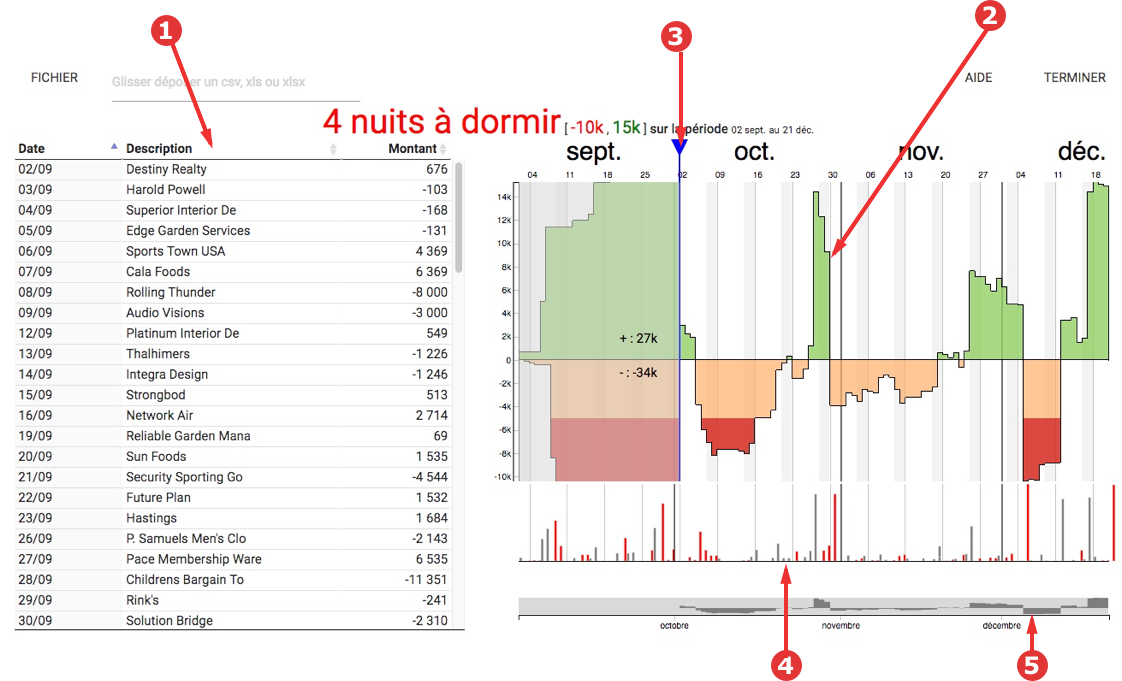 1
3
2
FICHIER
Glisser déposer un csv, xls ou xlsx
AIDE
TERMINER
4 nuits à dormir [ -10k , 15k ] sur la période 02 sept. au 21 déc.
Date Description Montant
sept. oct. nov. déc.
04 11 18 25 02 09 16 23 30 06 13 20 27 04 11 18
02/09 Destiny Realty 676
03/09 Harold Powell -103
04/09 Superior Interior De -168
05/09 Edge Garden Services -131
06/09 Sports Town USA 4 369
07/09 Cala Foods 6 369
08/09 Rolling Thunder -8 000
09/09 Audio Visions -3 000
12/09 Platinum Interior De 549
13/09 Thalhimers -1 226
14/09 Integra Design -1 246
15/09 Strongbod 513
16/09 Network Air 2 714
19/09 Reliable Garden Mana 69
20/09 Sun Foods 1 535
21/09 Security Sporting Go -4 544
22/09 Future Plan 1 532
23/09 Hastings 1 684
26/09 P. Samuels Men's Clo -2 143
27/09 Pace Membership Ware 6 535
28/09 Childrens Bargain To -11 351
29/09 Rink's -241
30/09 Solution Bridge -2 310
14k
12k
10k
8k
6k
4k
2k
0
-2k
-4k
-6k
-8k
-10k
+ : 27k
- : -34k
octobre novembre décembre
4
5